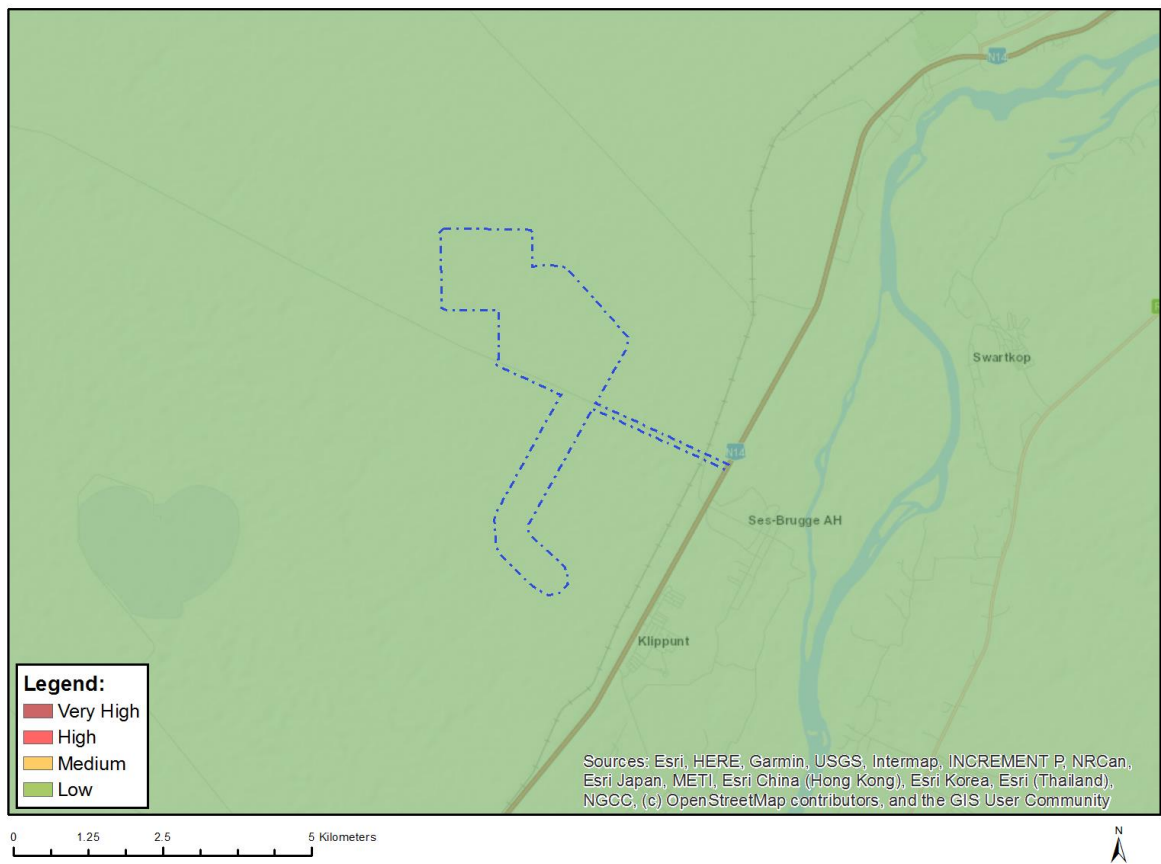 N14
Swartkop
N14
Ses-Brugge AH
Klippunt
Legend:
Very High
High
Medium
Low
Sources: Esri, HERE, Garmin, USGS, Intermap, INCREMENT P, NRCan,
Esri Japan, METI, Esri China (Hong Kong), Esri Korea, Esri (Thailand),
NGCC, (c) OpenStreetMap contributors, and the GIS User Community
0 1.25 2.5 5 Kilometers
N